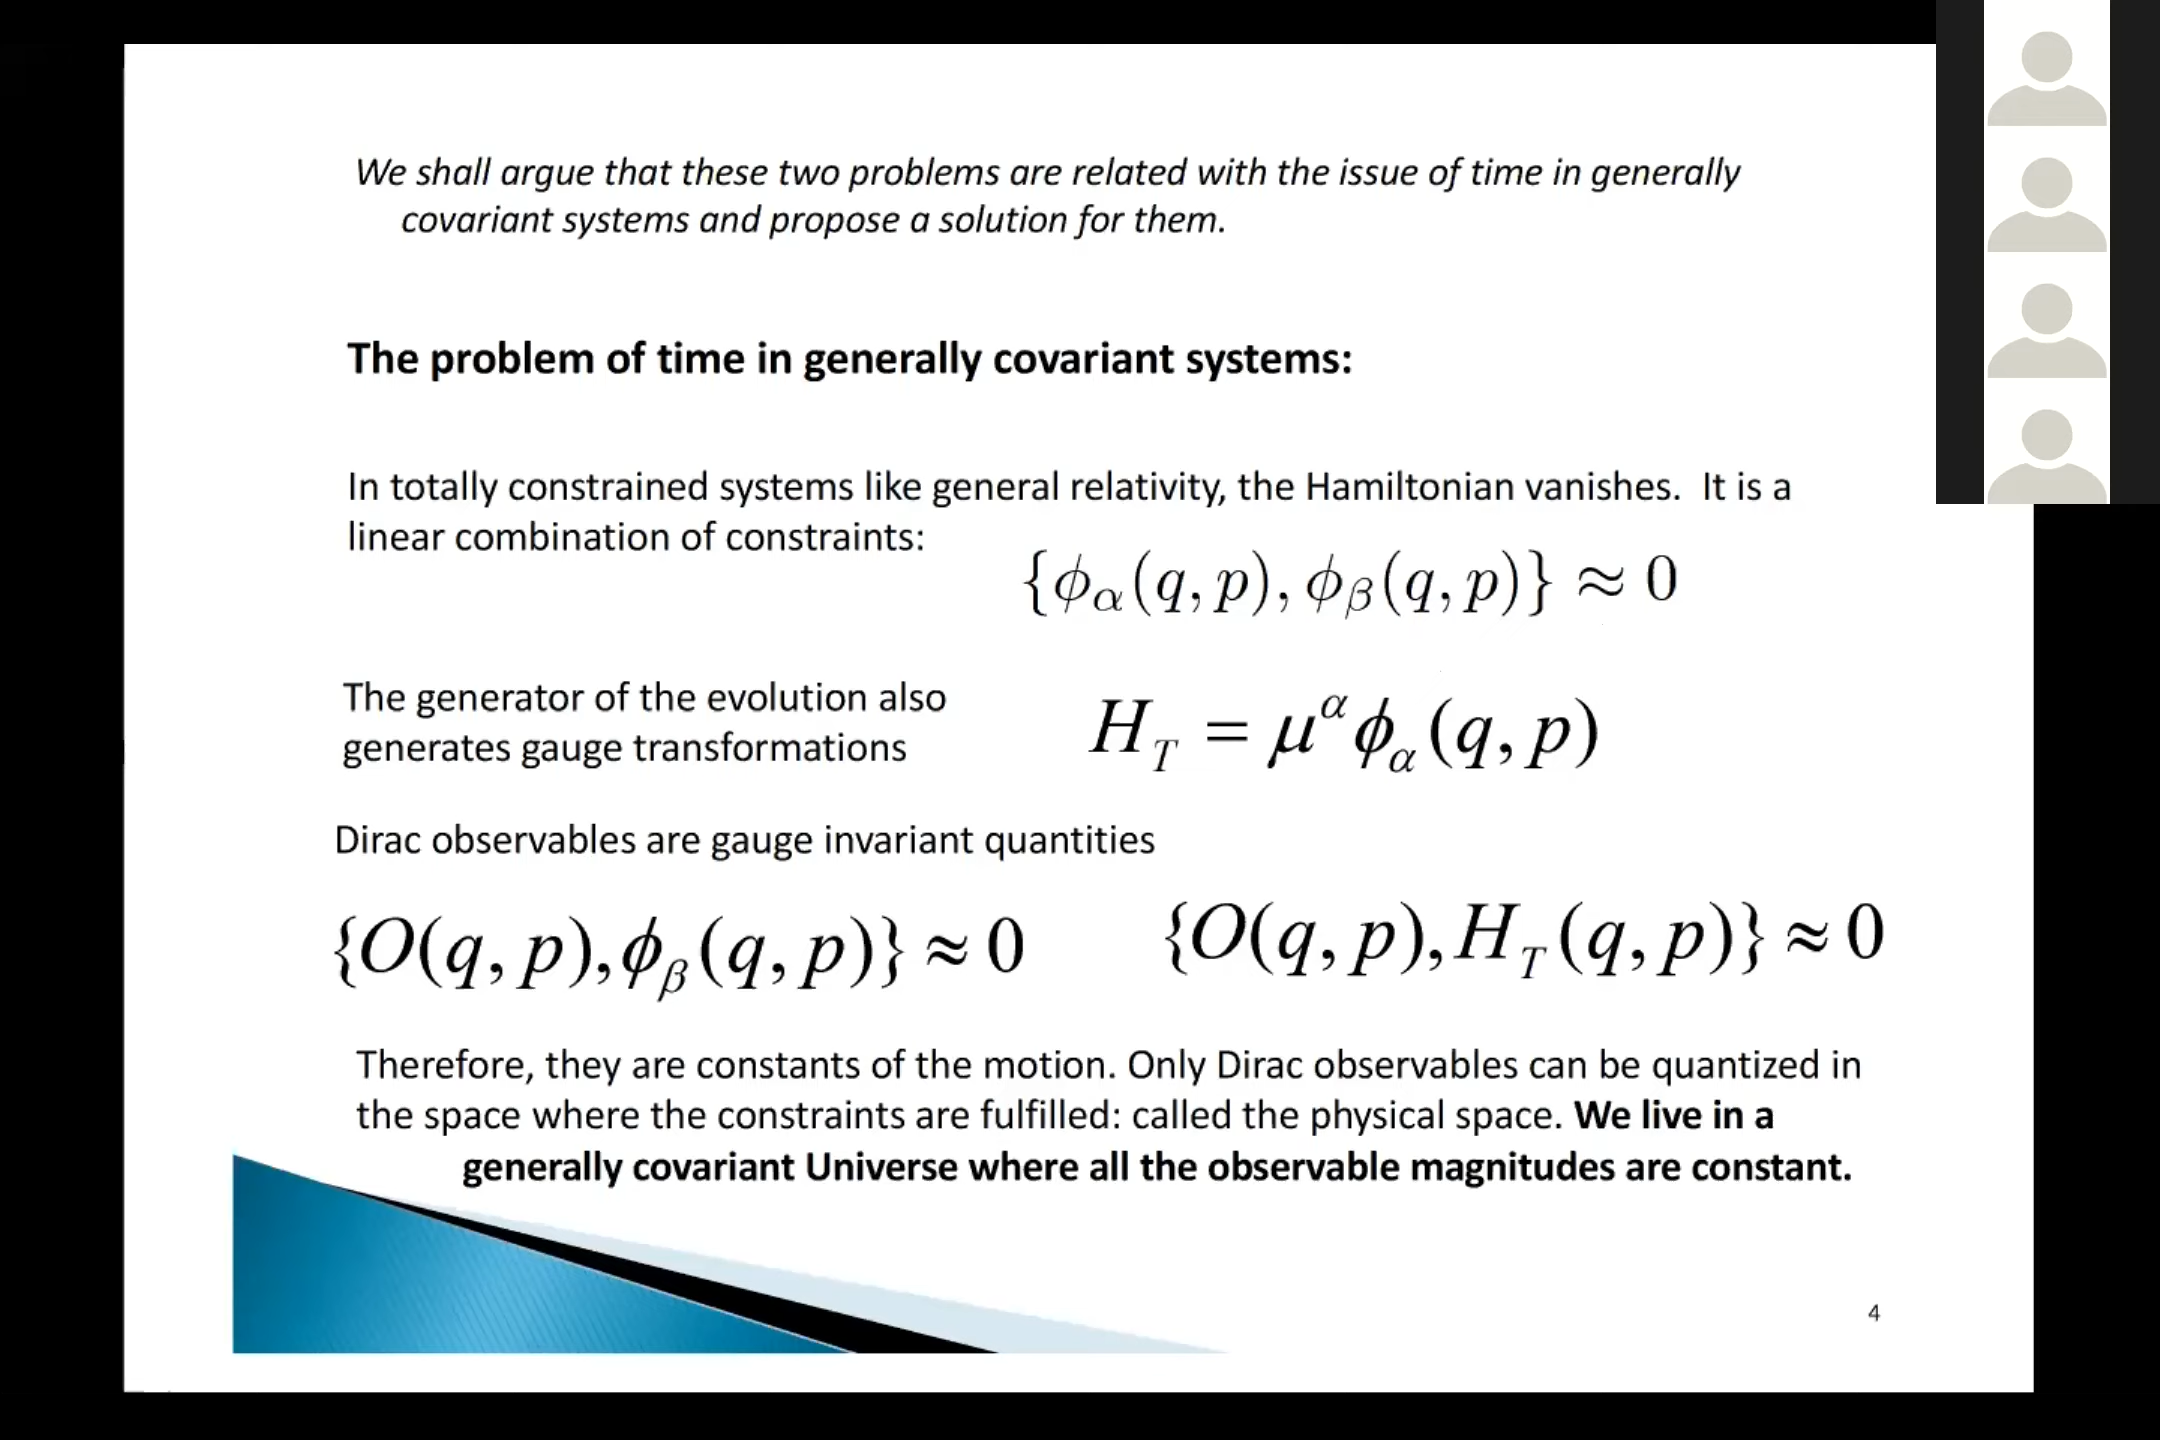 We shall argue that these two problems are related with the issue of time in generally
covariant systems and propose a solution for them.
The problem of time in generally covariant systems:
In totally constrained systems like general relativity, the Hamiltonian vanishes.  It is a
linear combination of constraints:
{ϕ_α(q, p), ϕ_β(q, p)} ≈ 0
The generator of the evolution also
generates gauge transformations
H_T = μ^α ϕ_α(q, p)
Dirac observables are gauge invariant quantities
{O(q, p), ϕ_β(q, p)} ≈ 0
{O(q, p), H_T(q, p)} ≈ 0
Therefore, they are constants of the motion. Only Dirac observables can be quantized in
the space where the constraints are fulfilled: called the physical space. We live in a
generally covariant Universe where all the observable magnitudes are constant.
4